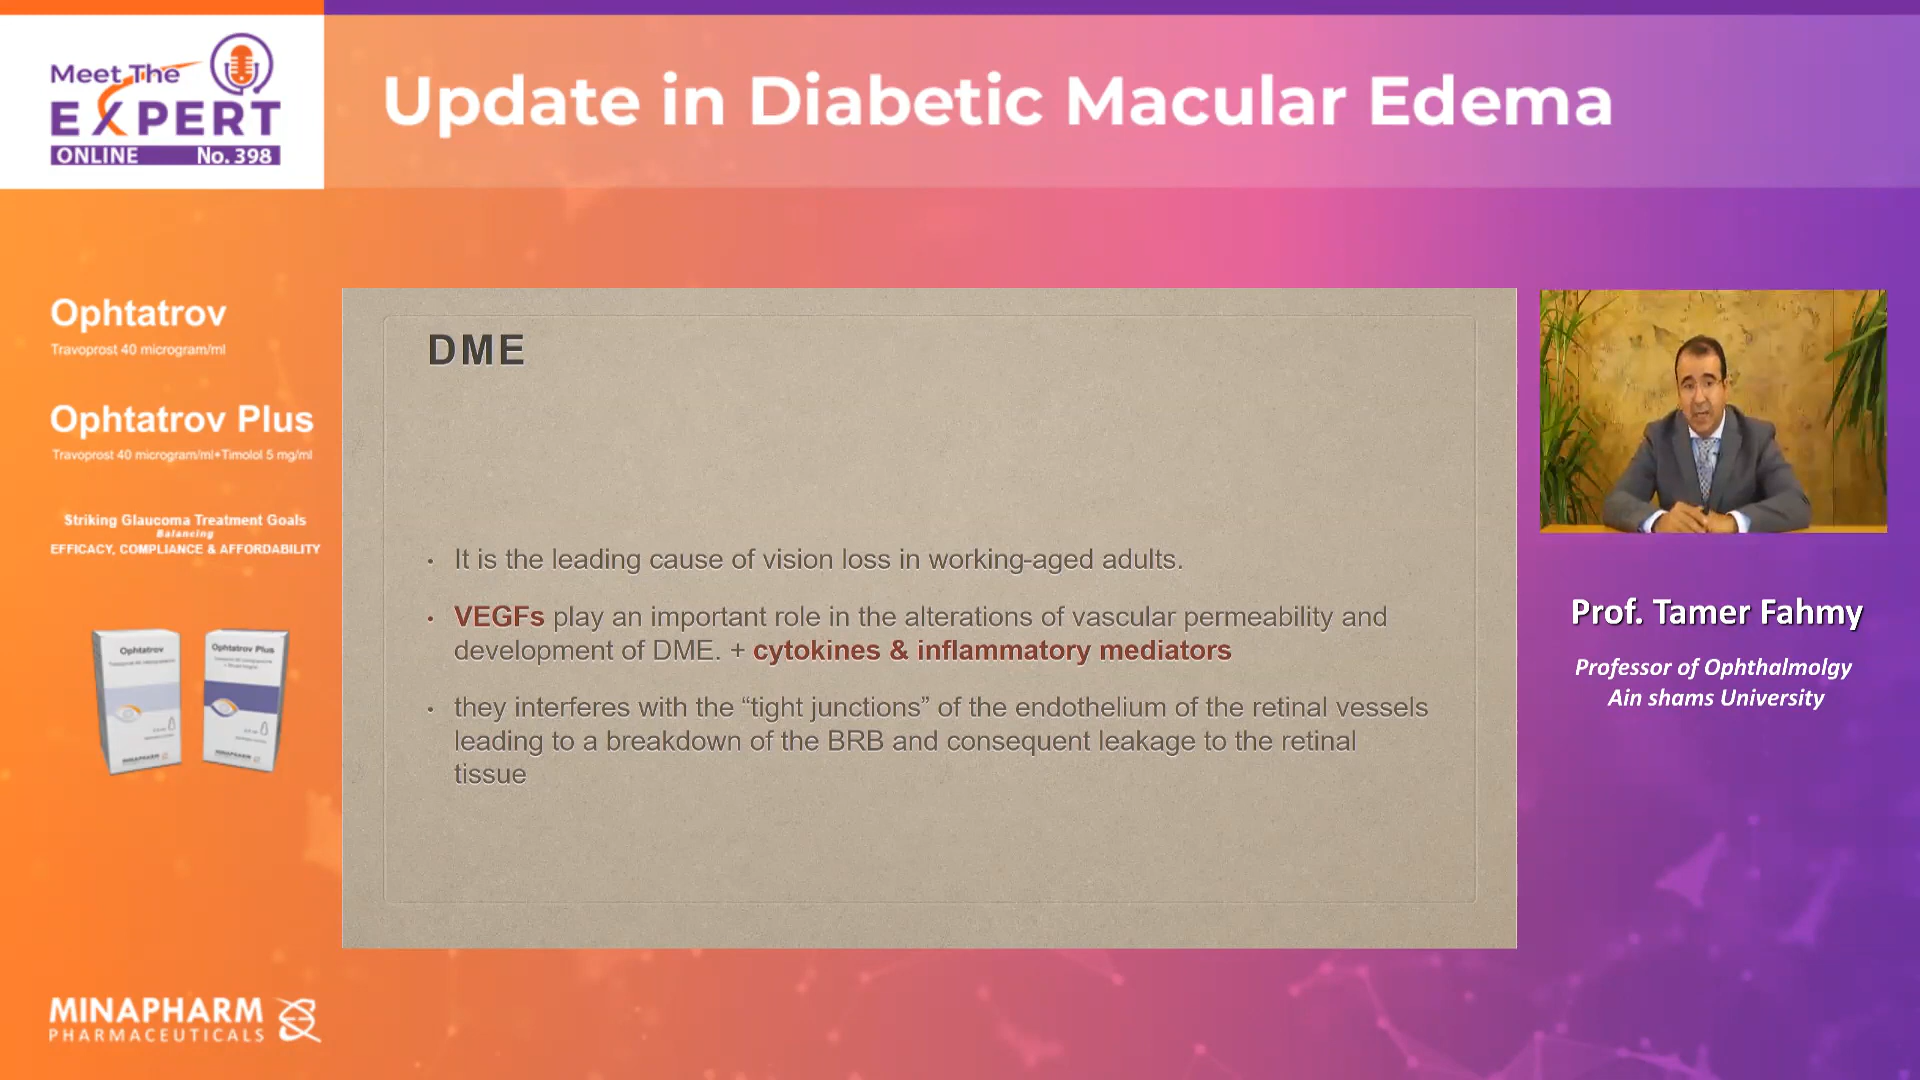 Meet The
EXPERT
ONLINE No. 398
Update in Diabetic Macular Edema
Ophtatrov
Travoprost 40 microgram/ml
Ophtatrov Plus
Travoprost 40 microgram/ml+Timolol 5 mg/ml
Striking Glaucoma Treatment Goals
Balancing
EFFICACY, COMPLIANCE & AFFORDABILITY
Ophtatrov
MINAPHARM
Ophtatrov Plus
MINAPHARM
MINAPHARM
PHARMACEUTICALS
DME
• It is the leading cause of vision loss in working-aged adults.
• VEGFs play an important role in the alterations of vascular permeability and
development of DME. + cytokines & inflammatory mediators
• they interferes with the “tight junctions” of the endothelium of the retinal vessels
leading to a breakdown of the BRB and consequent leakage to the retinal
tissue
Prof. Tamer Fahmy
Professor of Ophthalmolgy
Ain shams University